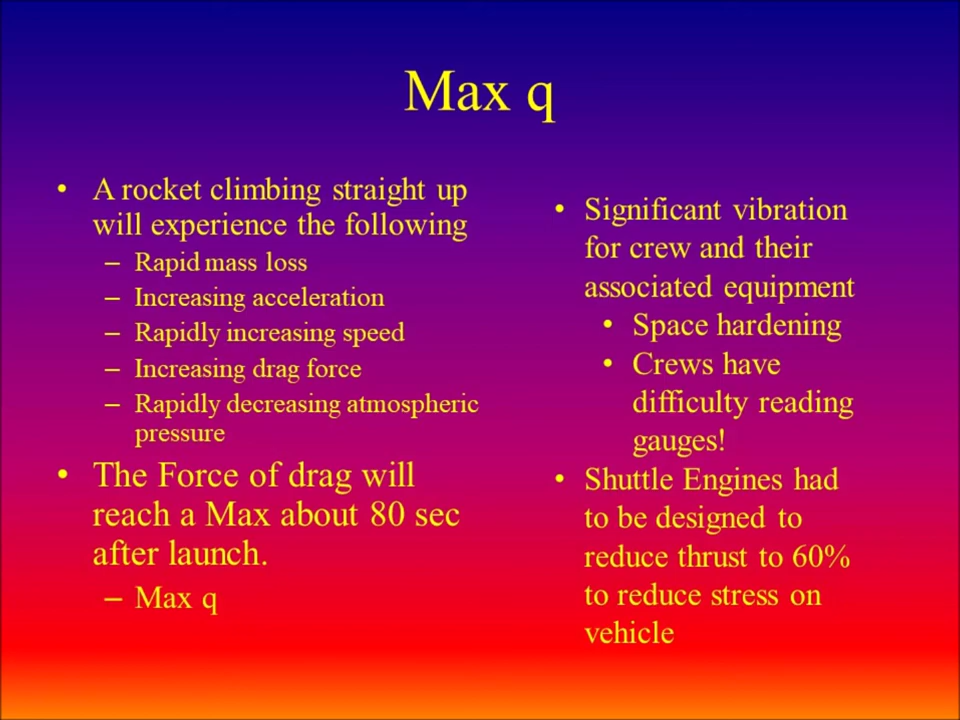 Max q
• A rocket climbing straight up
will experience the following
– Rapid mass loss
– Increasing acceleration
– Rapidly increasing speed
– Increasing drag force
– Rapidly decreasing atmospheric
pressure
• The Force of drag will
reach a Max about 80 sec
after launch.
– Max q
• Significant vibration
for crew and their
associated equipment
• Space hardening
• Crews have
difficulty reading
gauges!
• Shuttle Engines had
to be designed to
reduce thrust to 60%
to reduce stress on
vehicle